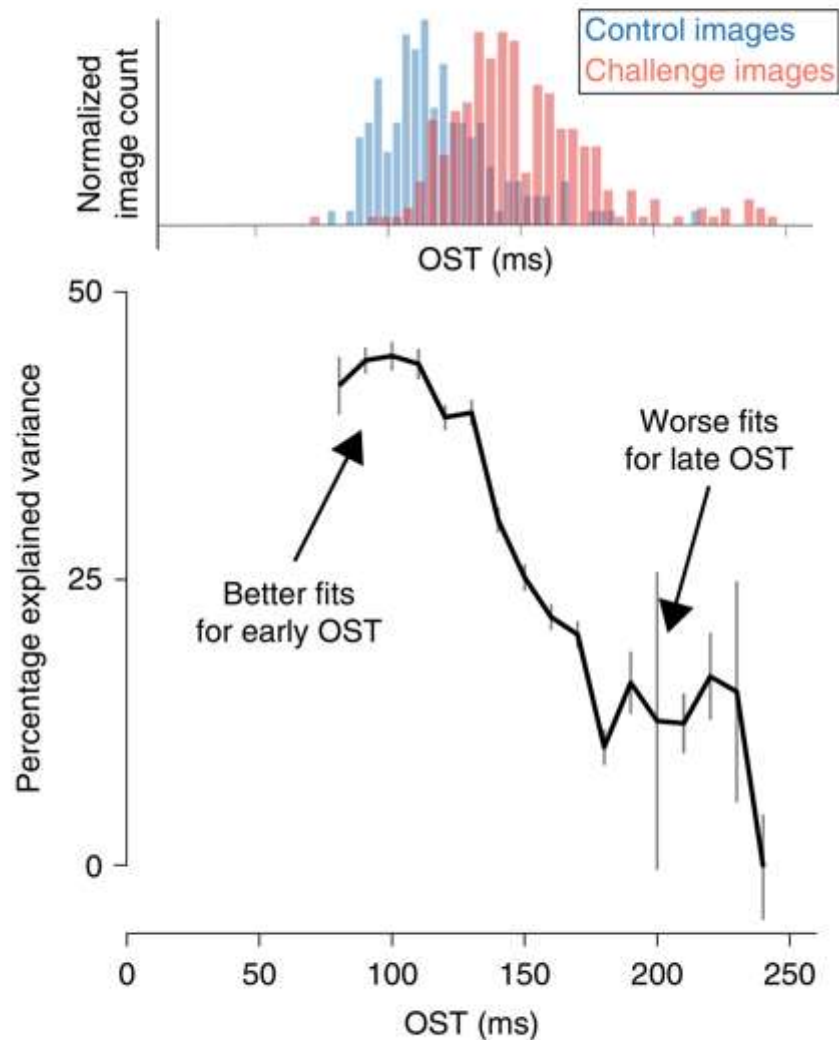 Control images
Challenge images
Normalized
image count
OST (ms)
50
25
0
Percentage explained variance
Better fits
for early OST
Worse fits
for late OST
0
50
100
150
200
250
OST (ms)